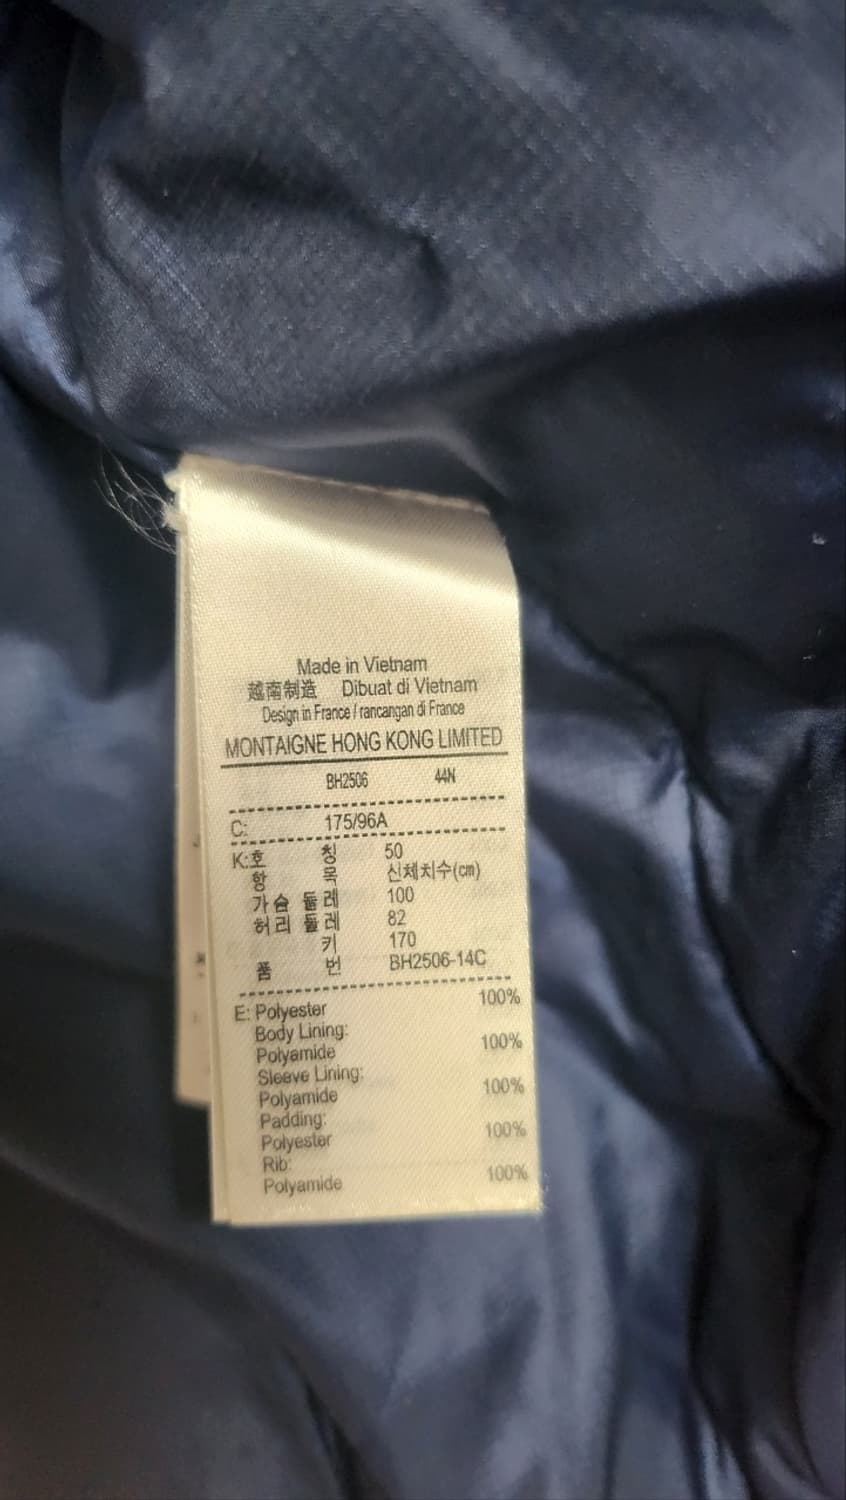 Made in Vietnam
越南制造 Dibuat di Vietnam
Design in France / rancangan di France
MONTAIGNE HONG KONG LIMITED
BH2506 44N
C: 175/96A
K:호 칭 50
항 목 신체치수(cm)
가슴 둘레 100
허리 둘레 82
키 170
품 번 BH2506-14C
E: Polyester 100%
Body Lining:
Polyamide 100%
Sleeve Lining:
Polyamide 100%
Padding:
Polyester 100%
Rib:
Polyamide 100%